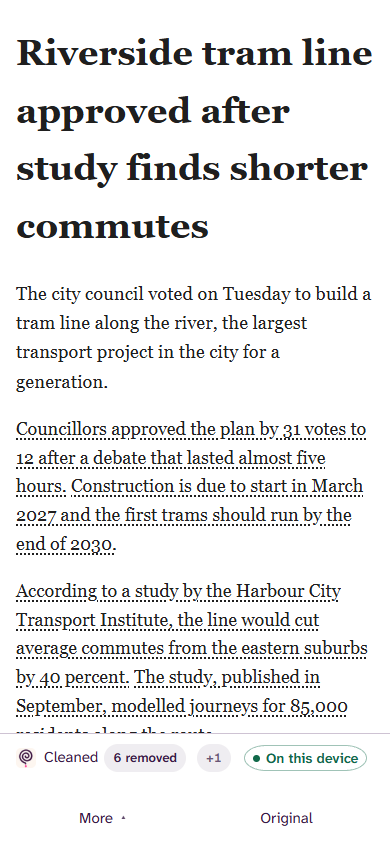 Riverside tram line
approved after
study finds shorter
commutes
The city council voted on Tuesday to build a
tram line along the river, the largest
transport project in the city for a
generation.
Councillors approved the plan by 31 votes to
12 after a debate that lasted almost five
hours. Construction is due to start in March
2027 and the first trams should run by the
end of 2030.
According to a study by the Harbour City
Transport Institute, the line would cut
average commutes from the eastern suburbs
by 40 percent. The study, published in
September, modelled journeys for 85,000
Cleaned 6 removed +1 On this device
More Original